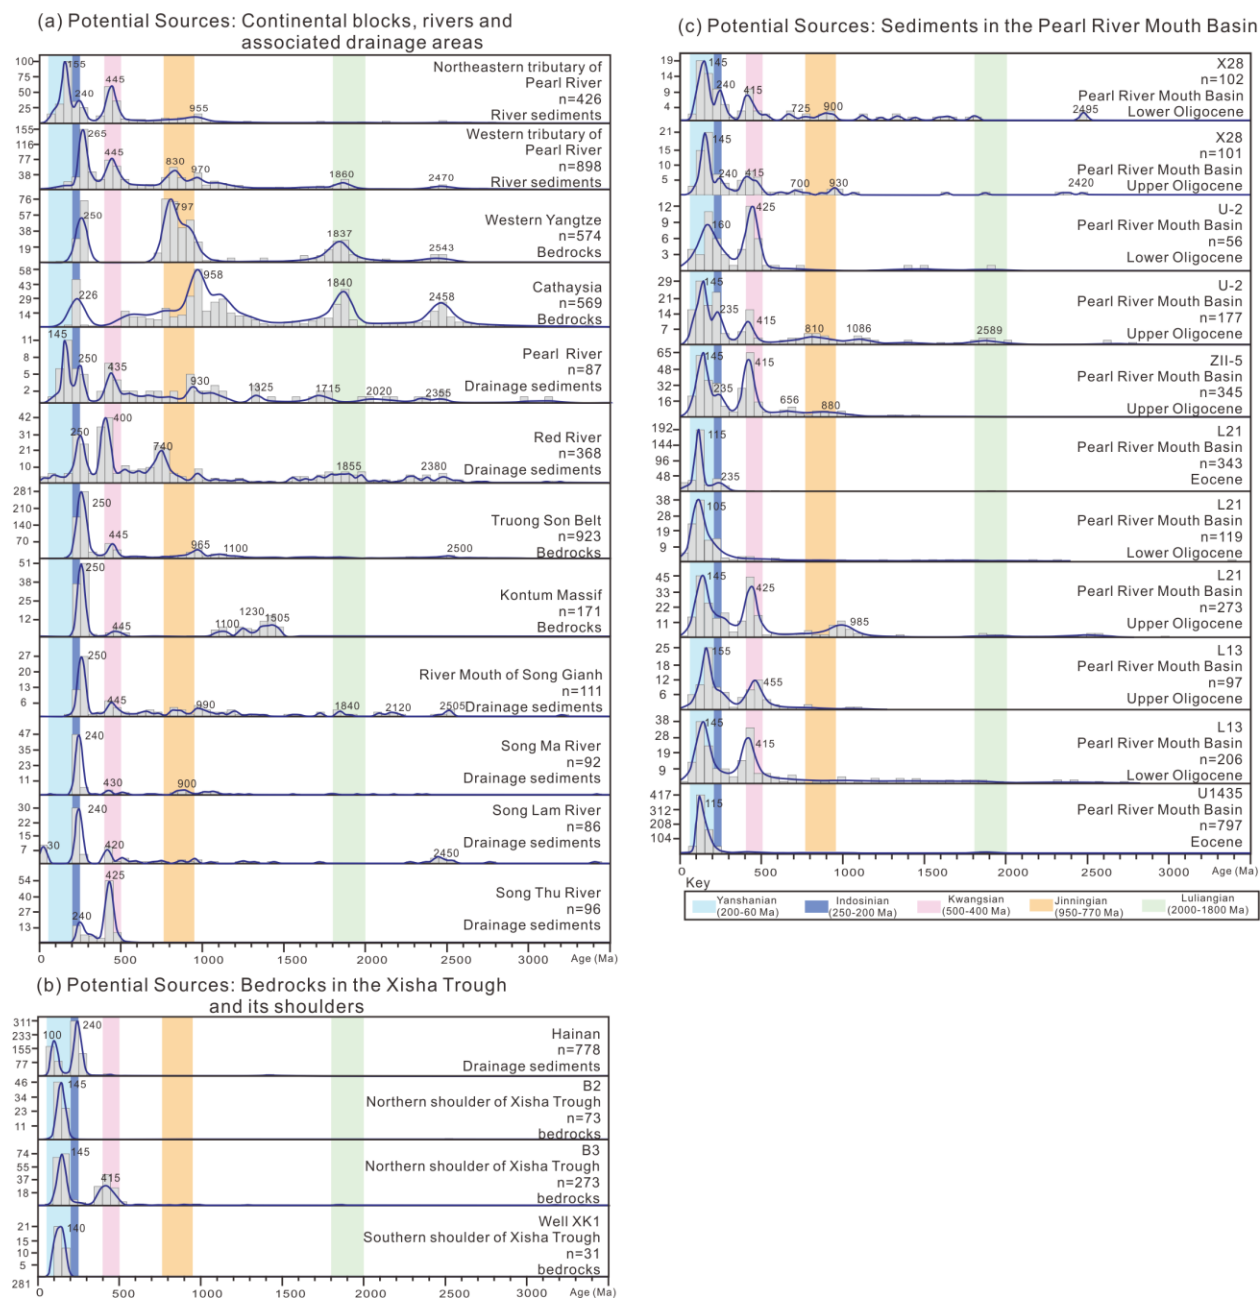 (a) Potential Sources: Continental blocks, rivers and
associated drainage areas
100
75
50
25
155
240
445
955
Northeastern tributary of
Pearl River
n=426
River sediments
155
116
77
38
265
445
830
970
1860
2470
Western tributary of
Pearl River
n=898
River sediments
76
57
38
19
250
797
1837
2543
Western Yangtze
n=574
Bedrocks
58
43
29
14
226
958
1840
2458
Cathaysia
n=569
Bedrocks
11
8
5
2
145
250
435
930
1325
1715
2020
2355
Pearl River
n=87
Drainage sediments
42
31
21
10
250
400
740
1855
2380
Red River
n=368
Drainage sediments
281
210
140
70
250
445
965
1100
2500
Truong Son Belt
n=923
Bedrocks
51
38
25
12
250
445
1100
1230
1505
Kontum Massif
n=171
Bedrocks
27
20
13
6
250
445
990
1840
2120
2505
River Mouth of Song Gianh
n=111
Drainage sediments
47
35
23
11
240
430
900
Song Ma River
n=92
Drainage sediments
30
22
15
7
30
240
420
2450
Song Lam River
n=86
Drainage sediments
54
40
27
13
240
425
Song Thu River
n=96
Drainage sediments
0 500 1000 1500 2000 2500 3000 Age (Ma)
(b) Potential Sources: Bedrocks in the Xisha Trough
and its shoulders
311
233
155
77
100
240
Hainan
n=778
Drainage sediments
46
34
23
11
145
B2
Northern shoulder of Xisha Trough
n=73
bedrocks
74
55
37
18
145
415
B3
Northern shoulder of Xisha Trough
n=273
bedrocks
21
15
10
5
281
140
Well XK1
Southern shoulder of Xisha Trough
n=31
bedrocks
0 500 1000 1500 2000 2500 3000 Age (Ma)
(c) Potential Sources: Sediments in the Pearl River Mouth Basin
19
14
9
4
145
240
415
725
900
2495
X28
n=102
Pearl River Mouth Basin
Lower Oligocene
21
15
10
5
145
240
415
700
930
2420
X28
n=101
Pearl River Mouth Basin
Upper Oligocene
12
9
6
3
160
425
U-2
Pearl River Mouth Basin
n=56
Lower Oligocene
29
21
14
7
145
235
415
810
1086
2589
U-2
Pearl River Mouth Basin
n=177
Upper Oligocene
65
48
32
16
145
235
415
656
880
ZII-5
Pearl River Mouth Basin
n=345
Upper Oligocene
192
144
96
48
115
235
L21
Pearl River Mouth Basin
n=343
Eocene
38
28
19
9
105
L21
Pearl River Mouth Basin
n=119
Lower Oligocene
45
33
22
11
145
425
985
L21
Pearl River Mouth Basin
n=273
Upper Oligocene
25
18
12
6
155
455
L13
Pearl River Mouth Basin
n=97
Upper Oligocene
38
28
19
9
145
415
L13
Pearl River Mouth Basin
n=206
Lower Oligocene
417
312
208
104
115
U1435
Pearl River Mouth Basin
n=797
Eocene
0 500 1000 1500 2000 2500 3000 Age (Ma)
Key
Yanshanian
(200-60 Ma)
Indosinian
(250-200 Ma)
Kwangsian
(500-400 Ma)
Jinningian
(950-770 Ma)
Luliangian
(2000-1800 Ma)